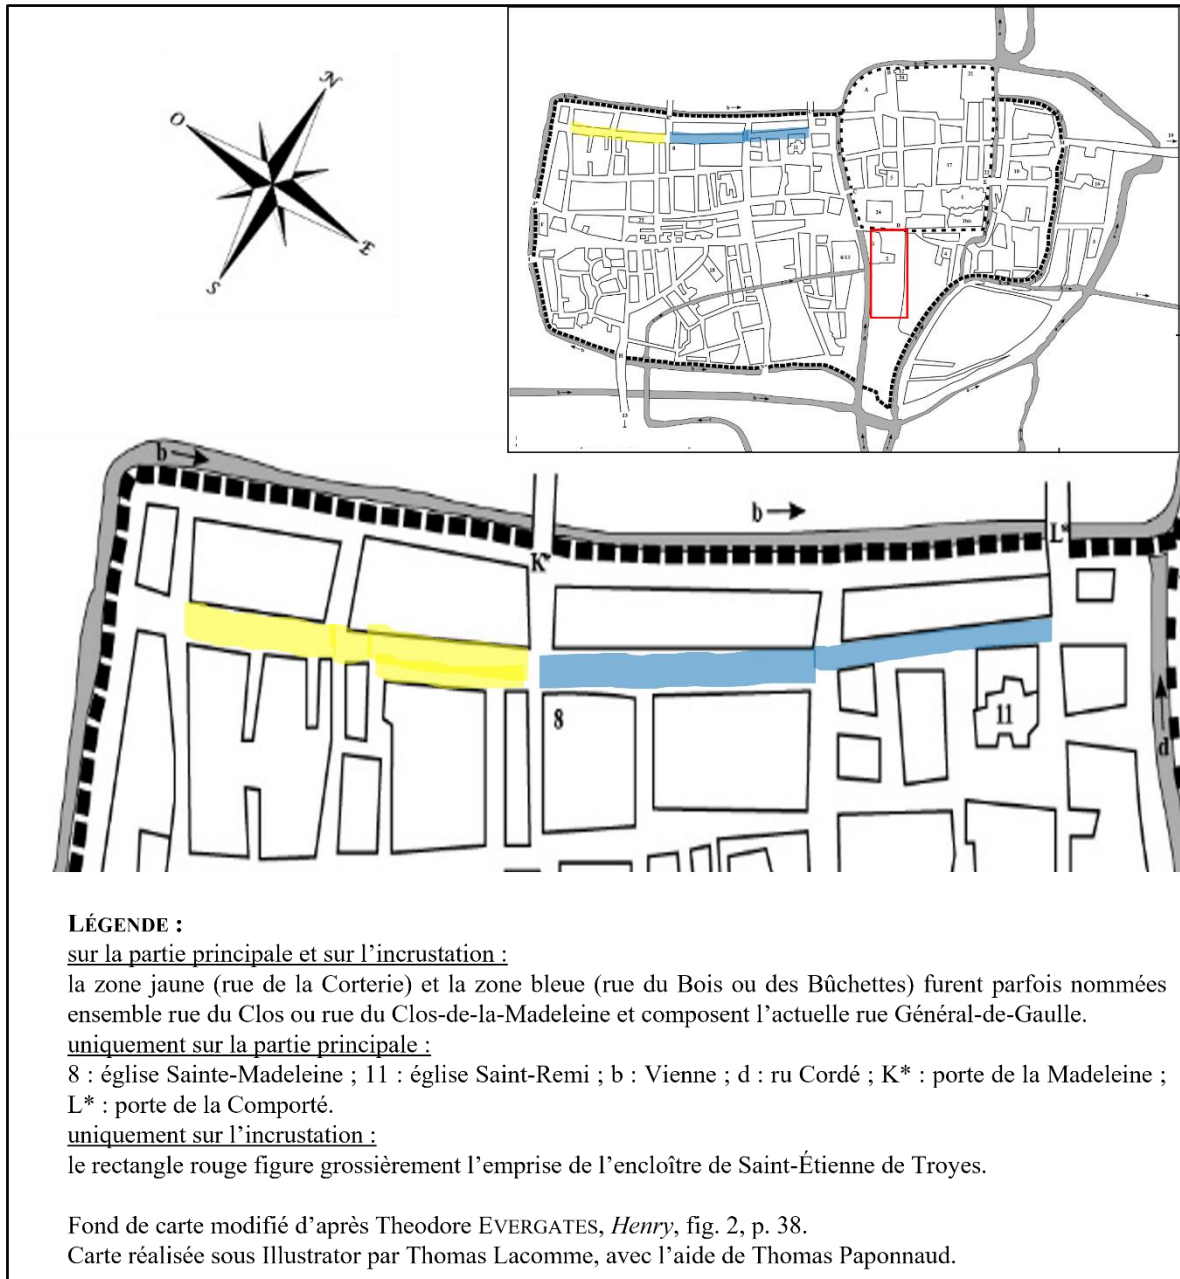 N
O
E
S
b
b
K*
L*
8
11
d
LÉGENDE :
sur la partie principale et sur l’incrustation :
la zone jaune (rue de la Corterie) et la zone bleue (rue du Bois ou des Bûchettes) furent parfois nommées
ensemble rue du Clos ou rue du Clos-de-la-Madeleine et composent l’actuelle rue Général-de-Gaulle.
uniquement sur la partie principale :
8 : église Sainte-Madeleine ; 11 : église Saint-Remi ; b : Vienne ; d : ru Cordé ; K* : porte de la Madeleine ;
L* : porte de la Comporté.
uniquement sur l’incrustation :
le rectangle rouge figure grossièrement l’emprise de l’encloître de Saint-Étienne de Troyes.
Fond de carte modifié d’après Theodore EVERGATES, Henry, fig. 2, p. 38.
Carte réalisée sous Illustrator par Thomas Lacomme, avec l’aide de Thomas Paponnaud.